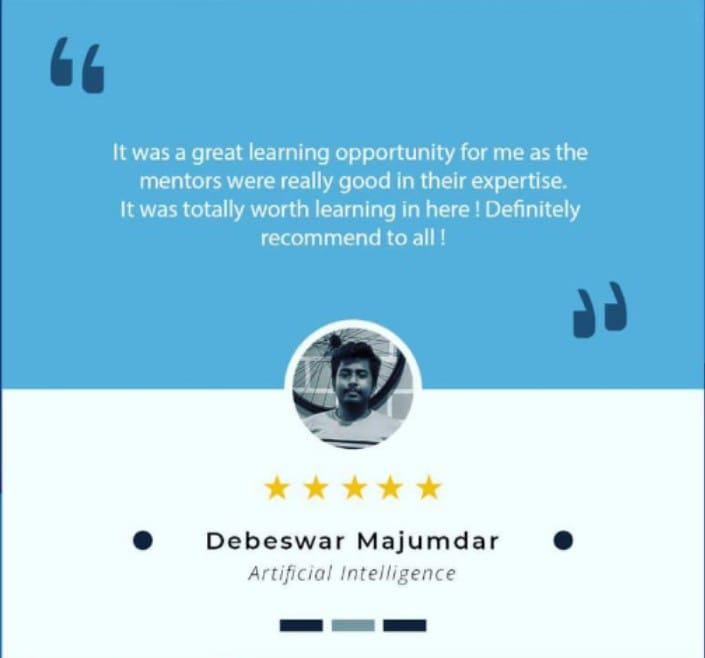 It was a great learning opportunity for me as the
mentors were really good in their expertise.
It was totally worth learning in here ! Definitely
recommend to all !
Debeswar Majumdar
Artificial Intelligence